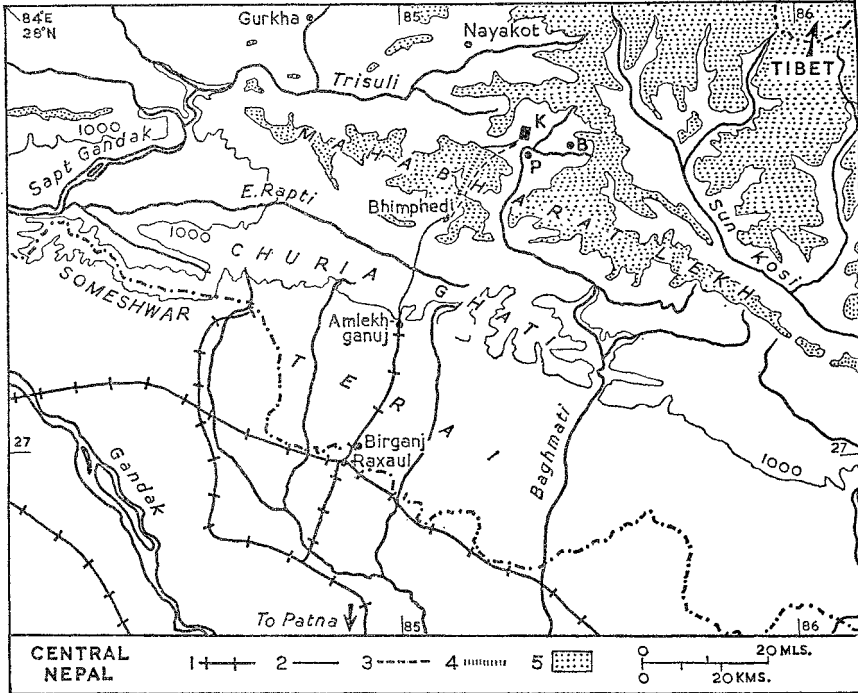 84°E
28°N
Gurkha
85
Nayakot
86
TIBET
Trisuli
1000
Sapt Gandak
K
B
P
MAHABHARAT LEKH
E. Rapti
Bhimphedi
Sun Kosi
1000
CHURIA GHATI
SOMESHWAR
Amlekh-
ganj
TERAI
27
Gandak
Birganj
Raxaul
Baghmati
1000
27
To Patna
85
86
CENTRAL
NEPAL
1 2 3 4 5
0 20 MLS.
0 20 KMS.